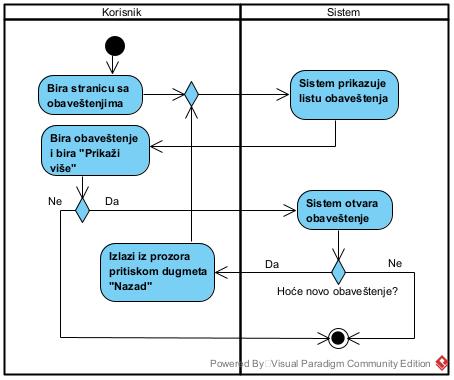 Korisnik
Sistem
Bira stranicu sa
obaveštenjima
Sistem prikazuje
listu obaveštenja
Bira obaveštenje
i bira "Prikaži
više"
Ne
Da
Sistem otvara
obaveštenje
Izlazi iz prozora
pritiskom dugmeta
"Nazad"
Da
Ne
Hoće novo obaveštenje?
Powered By Visual Paradigm Community Edition